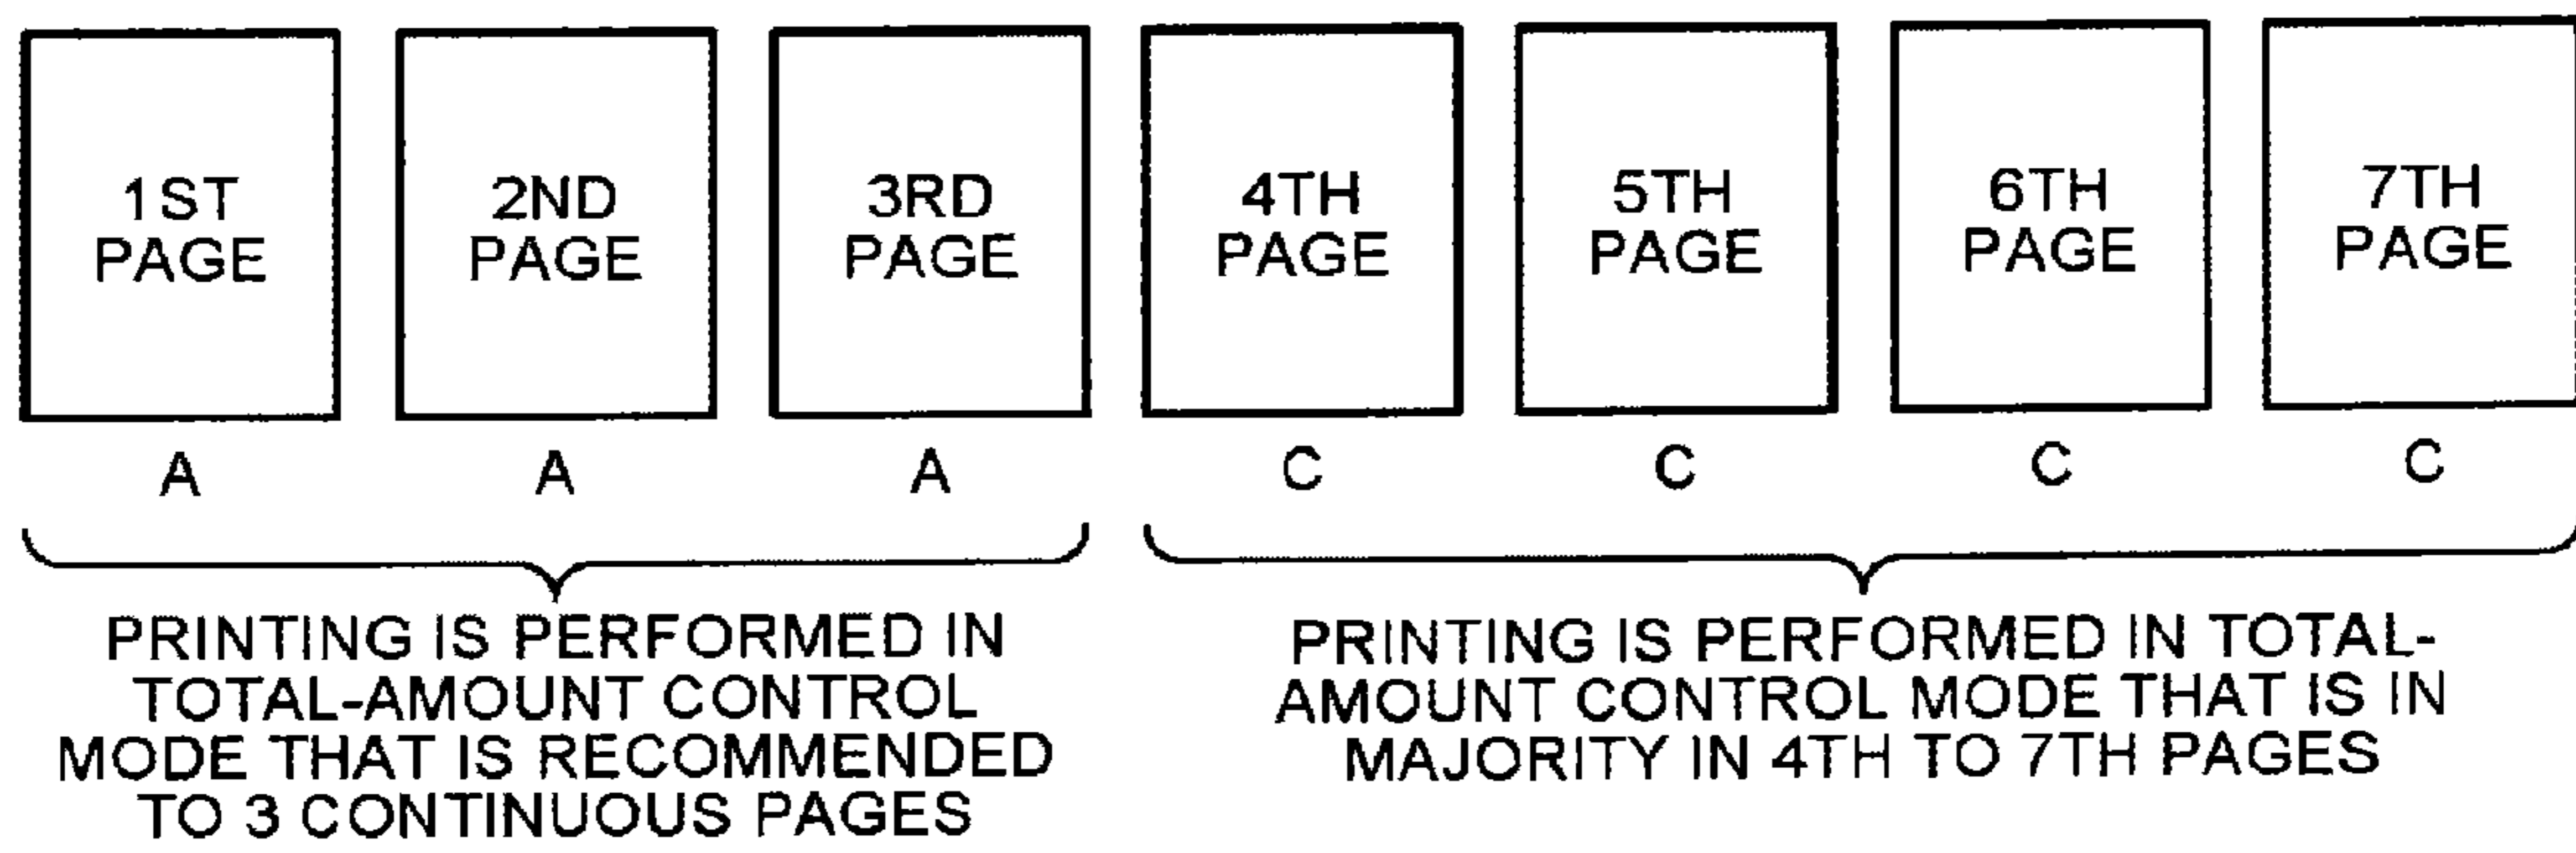 1ST
PAGE
2ND
PAGE
3RD
PAGE
4TH
PAGE
5TH
PAGE
6TH
PAGE
7TH
PAGE
A
A
A
C
C
C
C
PRINTING IS PERFORMED IN
TOTAL-AMOUNT CONTROL
MODE THAT IS RECOMMENDED
TO 3 CONTINUOUS PAGES
PRINTING IS PERFORMED IN TOTAL-
AMOUNT CONTROL MODE THAT IS IN
MAJORITY IN 4TH TO 7TH PAGES